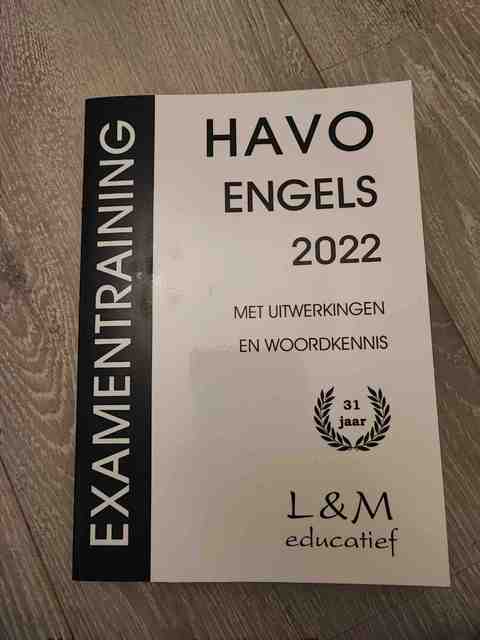 EXAMENTRAINING
HAVO
ENGELS
2022
MET UITWERKINGEN
EN WOORDKENNIS
31
jaar
L&M
educatief